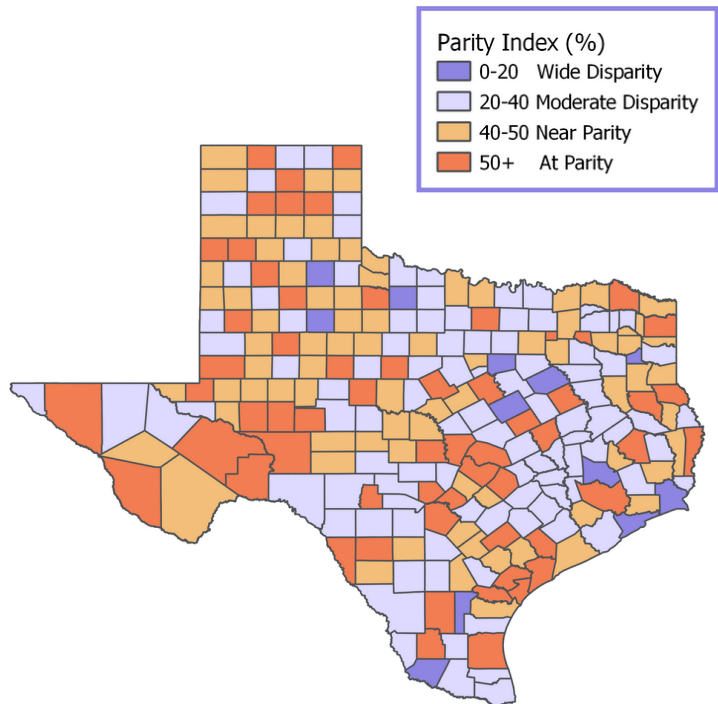 Parity Index (%)
0-20 Wide Disparity
20-40 Moderate Disparity
40-50 Near Parity
50+ At Parity